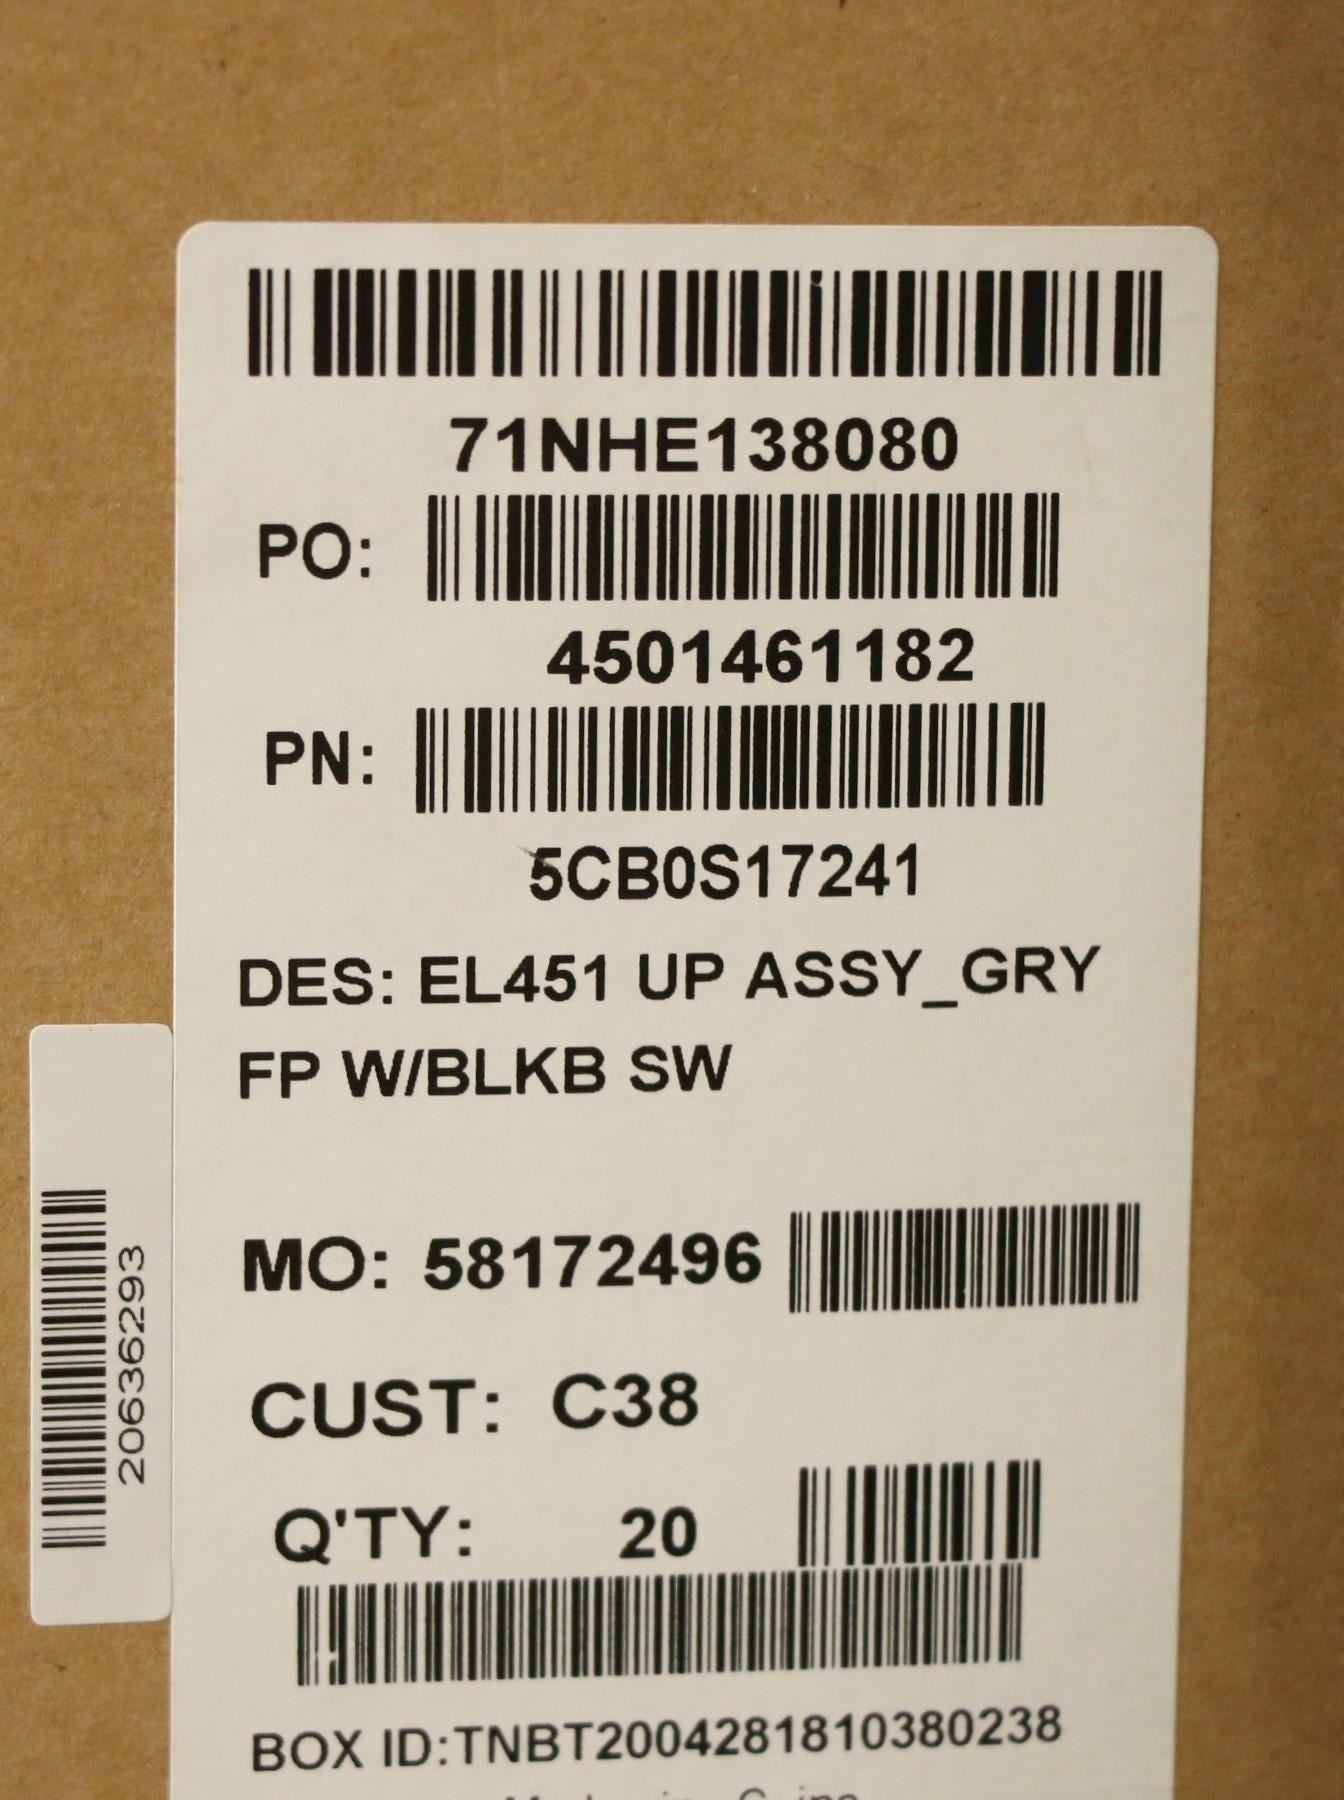 71NHE138080
PO:
4501461182
PN:
5CB0S17241
DES: EL451 UP ASSY_GRY
FP W/BLKB SW
MO: 58172496
CUST: C38
Q'TY: 20
BOX ID:TNBT2004281810380238
20636293